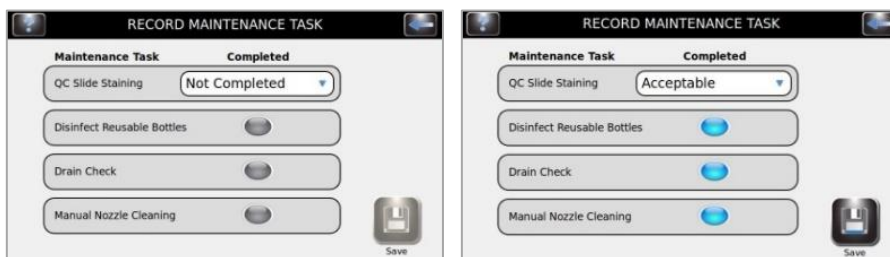 RECORD MAINTENANCE TASK
Maintenance Task Completed
QC Slide Staining Not Completed
Disinfect Reusable Bottles
Drain Check
Manual Nozzle Cleaning
Save
RECORD MAINTENANCE TASK
Maintenance Task Completed
QC Slide Staining Acceptable
Disinfect Reusable Bottles
Drain Check
Manual Nozzle Cleaning
Save